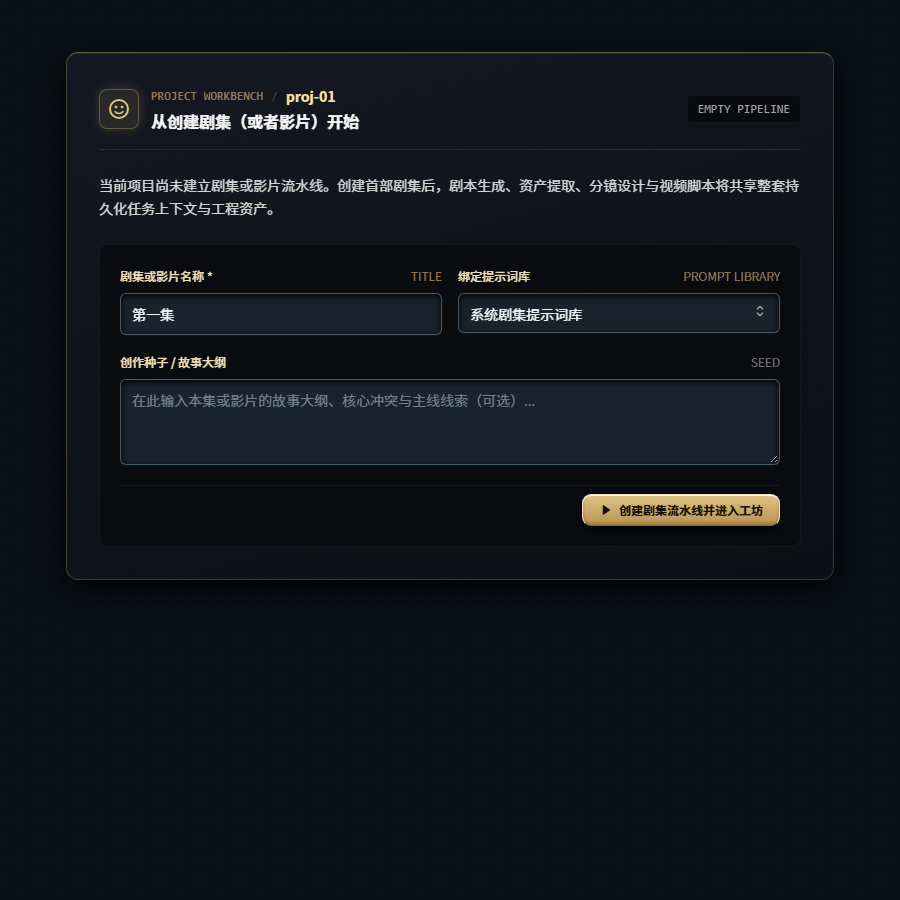 PROJECT WORKBENCH / proj-01
从创建剧集（或者影片）开始
EMPTY PIPELINE
当前项目尚未建立剧集或影片流水线。创建首部剧集后，剧本生成、资产提取、分镜设计与视频脚本将共享整套持
久化任务上下文与工程资产。
剧集或影片名称 * TITLE
第一集
绑定提示词库 PROMPT LIBRARY
系统剧集提示词库
创作种子 / 故事大纲 SEED
在此输入本集或影片的故事大纲、核心冲突与主线线索（可选）...
创建剧集流水线并进入工坊